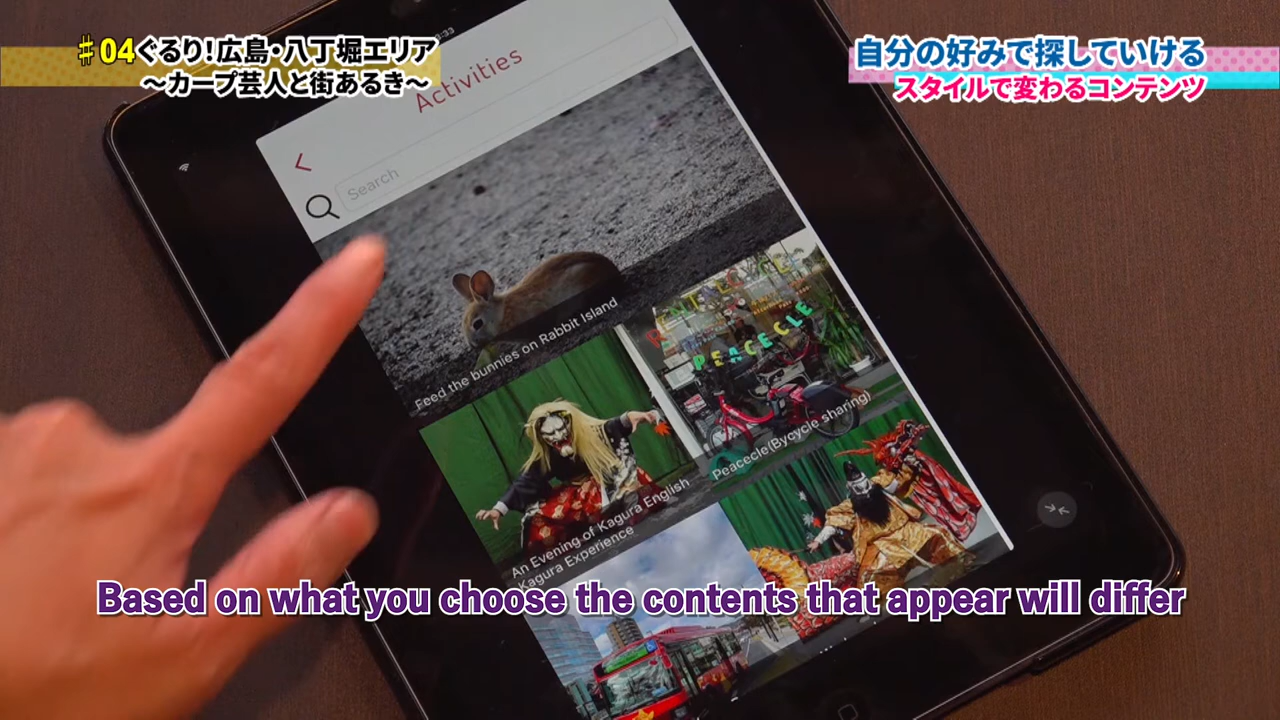 ♯04ぐるり!広島・八丁堀エリア
〜カープ芸人と街あるき〜
自分の好みで探していける
スタイルで変わるコンテンツ
Activities
Search
Feed the bunnies on Rabbit Island
PEACECLE
Peacecle(Bycycle sharing)
An Evening of Kagura English
Kagura Experience
Based on what you choose the contents that appear will differ